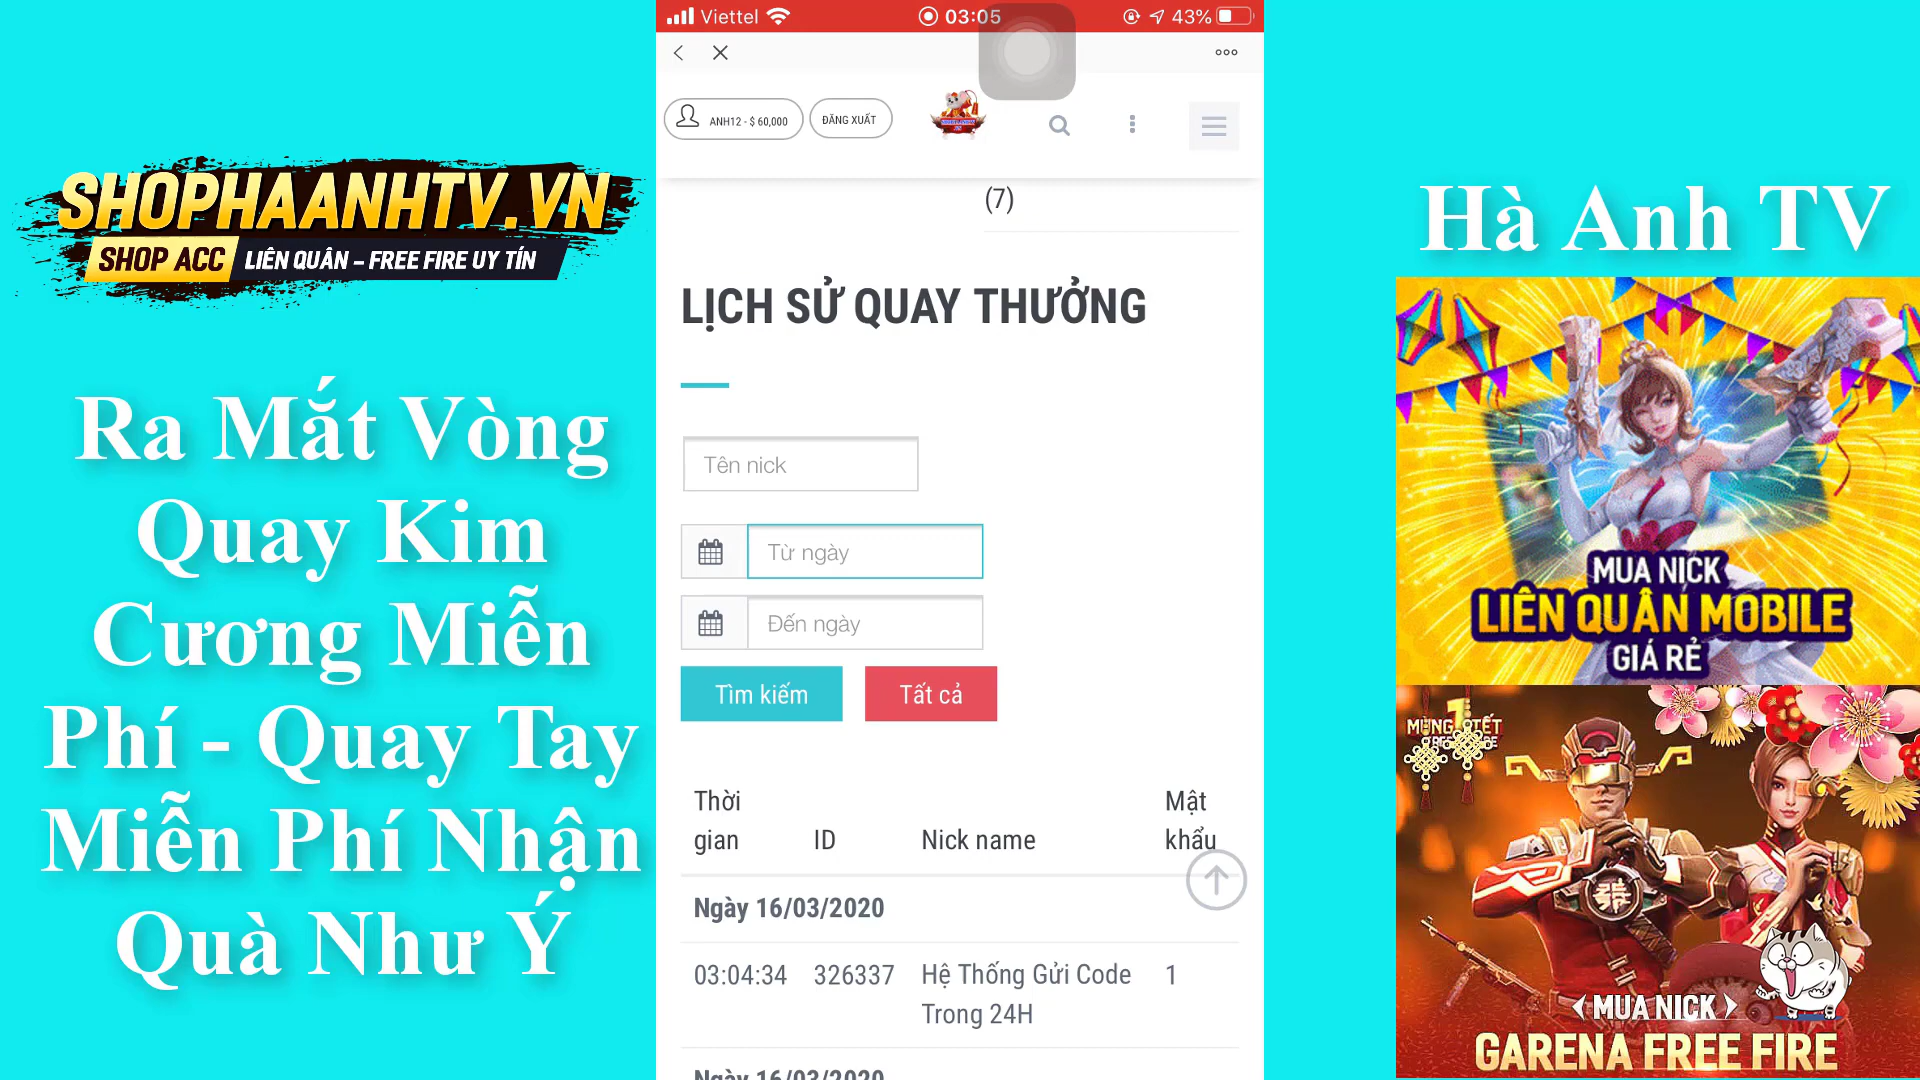 SHOPHAANHTV.VN
SHOP ACC LIÊN QUÂN – FREE FIRE UY TÍN
Ra Mắt Vòng
Quay Kim
Cương Miễn
Phí - Quay Tay
Miễn Phí Nhận
Quà Như Ý
Viettel 03:05 43%
ANH12 - $ 60,000 ĐĂNG XUẤT
(7)
LỊCH SỬ QUAY THƯỞNG
Tên nick
Từ ngày
Đến ngày
Tìm kiếm Tất cả
Thời gian ID Nick name Mật khẩu
Ngày 16/03/2020
03:04:34 326337 Hệ Thống Gửi Code 1
Trong 24H
Ngày 16/03/2020
Hà Anh TV
MUA NICK
LIÊN QUÂN MOBILE
GIÁ RẺ
MUA NICK
GARENA FREE FIRE